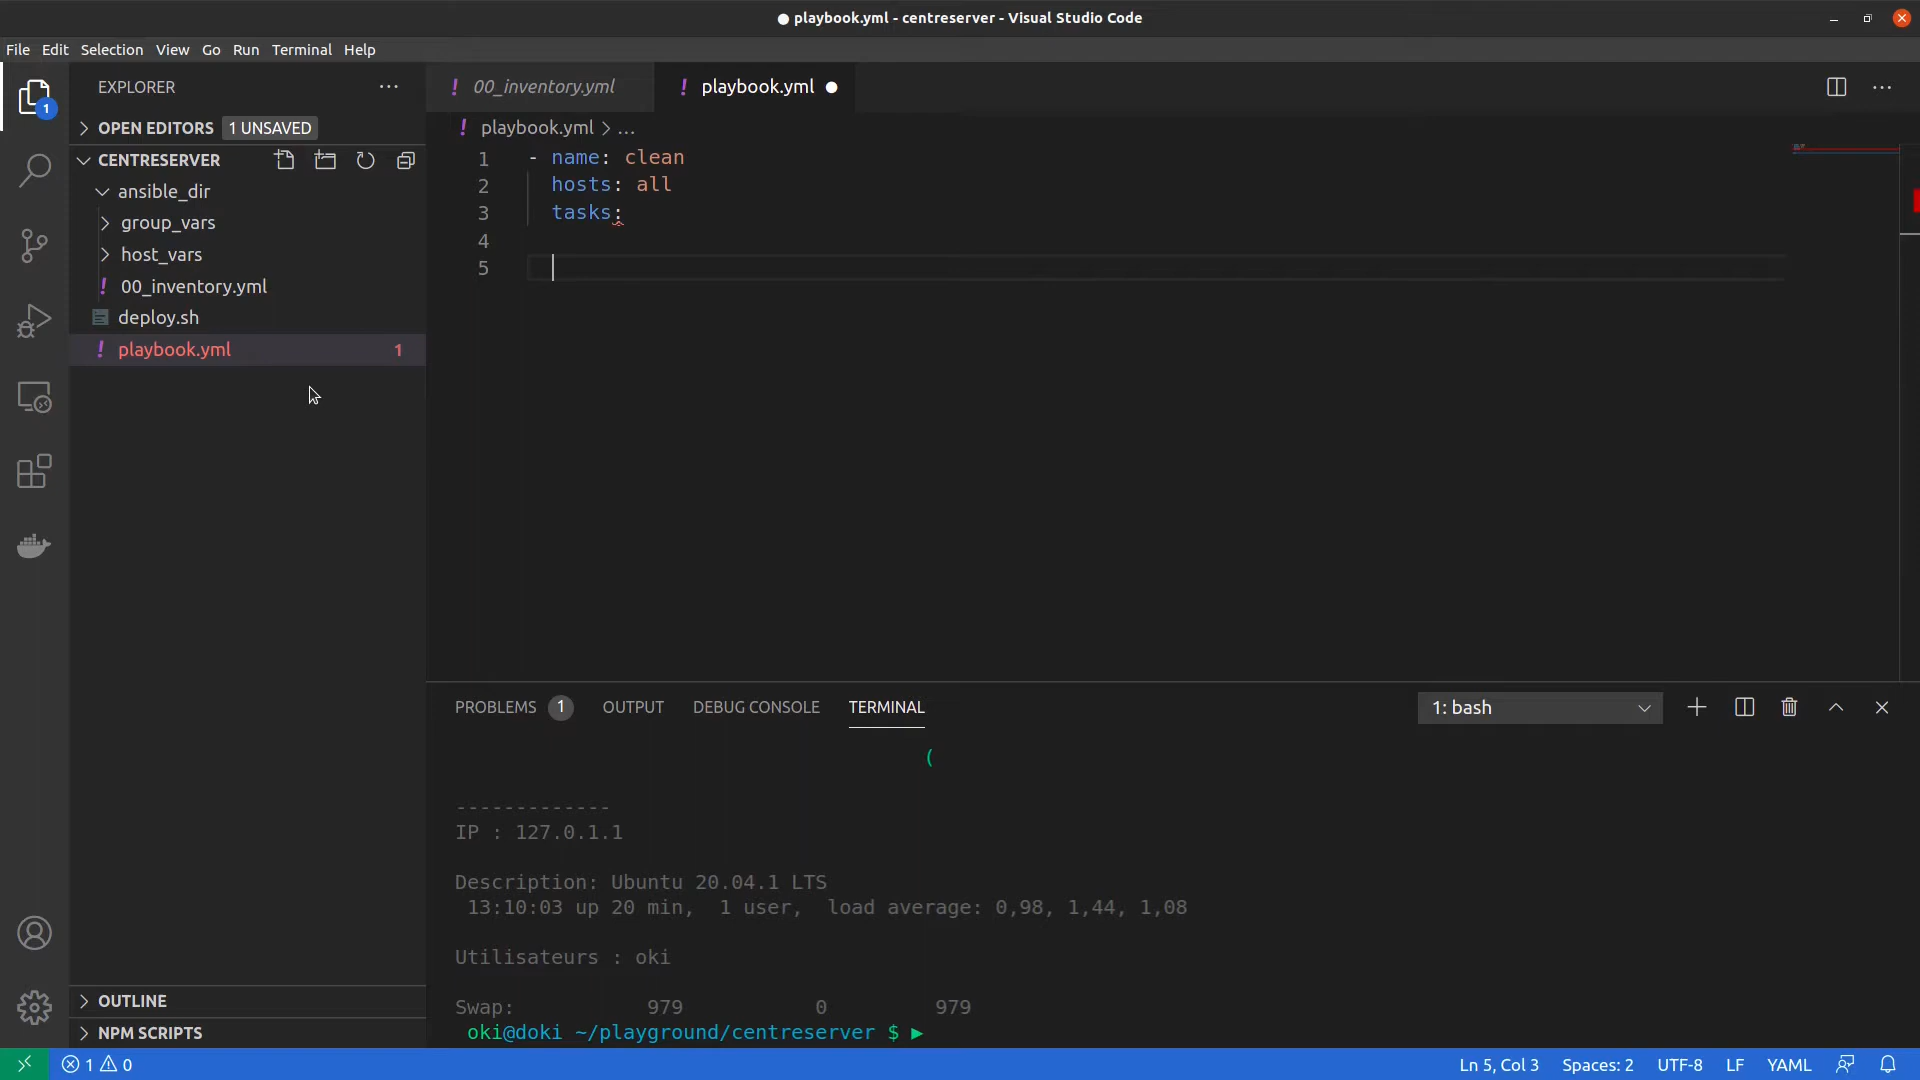 ● playbook.yml - centreserver - Visual Studio Code
File Edit Selection View Go Run Terminal Help
EXPLORER
1
OPEN EDITORS 1 UNSAVED
CENTRESERVER
ansible_dir
group_vars
host_vars
! 00_inventory.yml
deploy.sh
! playbook.yml 1
OUTLINE
NPM SCRIPTS
! 00_inventory.yml ! playbook.yml ●
! playbook.yml > ...
1 - name: clean
2 hosts: all
3 tasks:
4
5
PROBLEMS 1 OUTPUT DEBUG CONSOLE TERMINAL 1: bash
(
-------------
IP : 127.0.1.1
Description: Ubuntu 20.04.1 LTS
13:10:03 up 20 min, 1 user, load average: 0,98, 1,44, 1,08
Utilisateurs : oki
Swap: 979 0 979
oki@doki ~/playground/centreserver $ ▶
1 0 Ln 5, Col 3 Spaces: 2 UTF-8 LF YAML